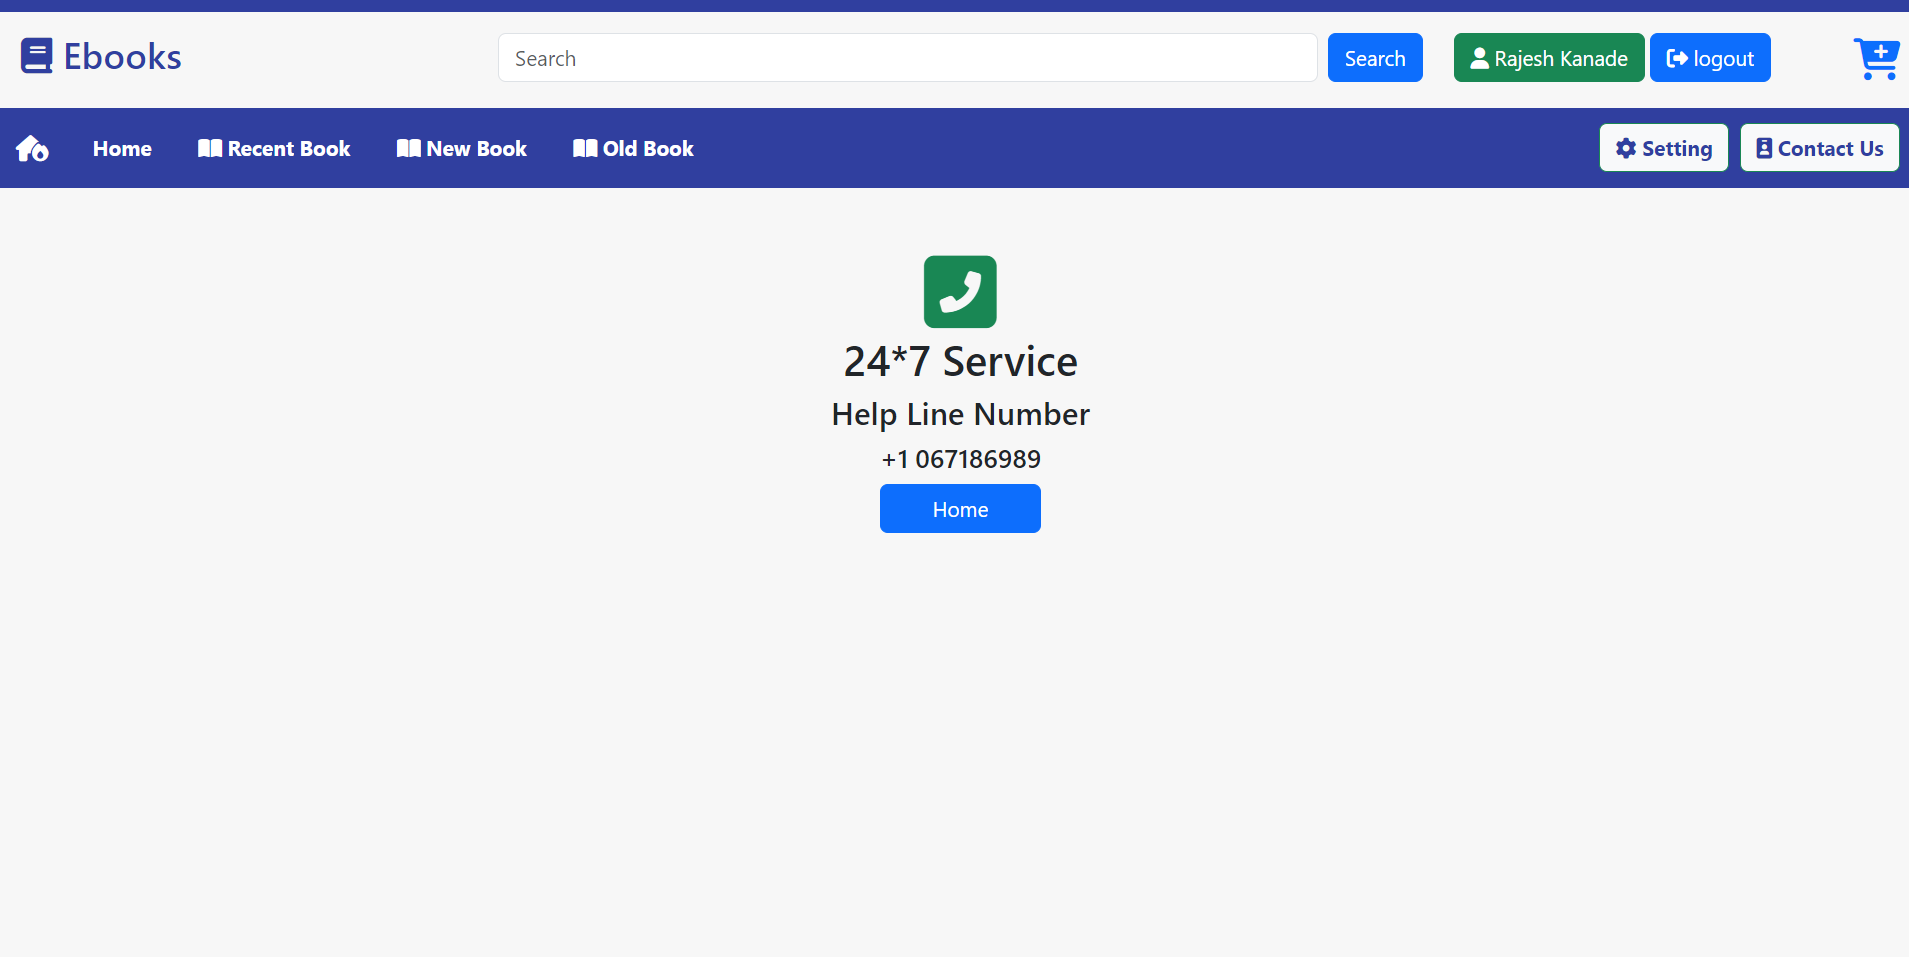 Ebooks
Search
Search
Rajesh Kanade
logout
Home
Recent Book
New Book
Old Book
Setting
Contact Us
24*7 Service
Help Line Number
+1 067186989
Home